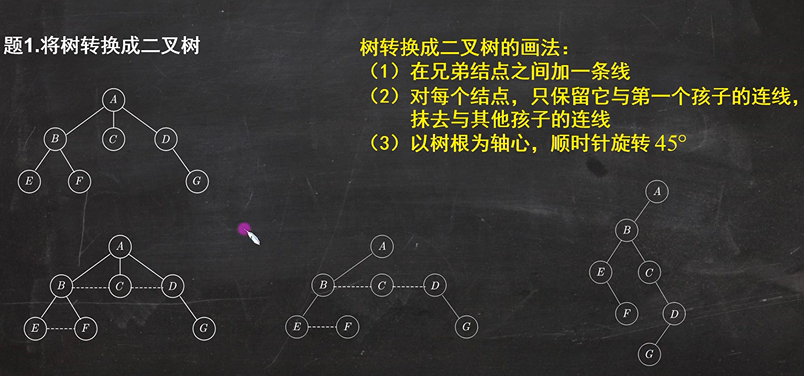 题1.将树转换成二叉树
树转换成二叉树的画法：
（1）在兄弟结点之间加一条线
（2）对每个结点，只保留它与第一个孩子的连线，
抹去与其他孩子的连线
（3）以树根为轴心，顺时针旋转 45°
A
B C D
E F G
A
B C D
E F G
A
B C D
E F G
A
B
E C
F D
G